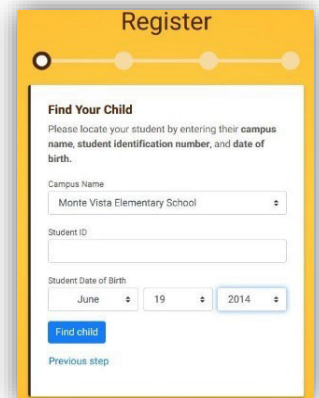 Register
Find Your Child
Please locate your student by entering their campus
name, student identification number, and date of
birth.
Campus Name
Monte Vista Elementary School
Student ID
Student Date of Birth
June 19 2014
Find child
Previous step